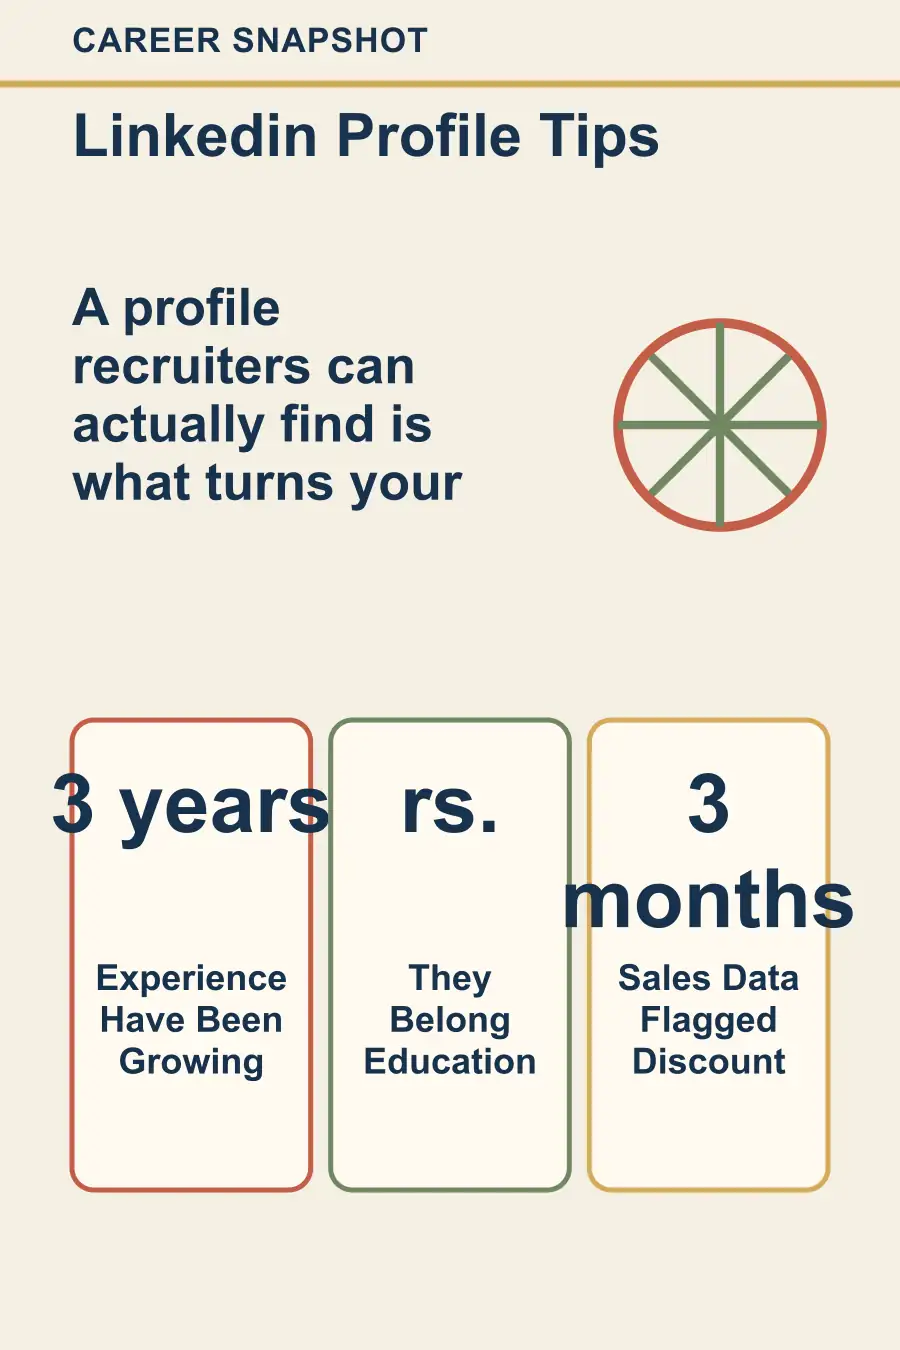 CAREER SNAPSHOT
Linkedin Profile Tips
A profile
recruiters can
actually find is
what turns your
3 years
Experience
Have Been
Growing
rs.
They
Belong
Education
3
months
Sales Data
Flagged
Discount